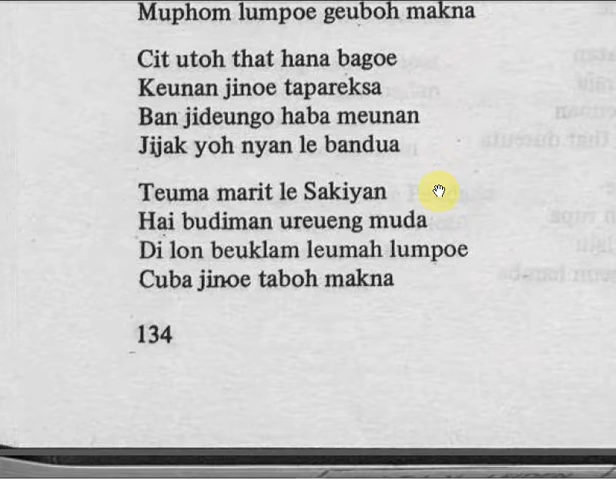 Muphom lumpoe geuboh makna
Cit utoh that hana bagoe
Keunan jinoe tapareksa
Ban jideungo haba meunan
Jijak yoh nyan le bandua
Teuma marit le Sakiyan
Hai budiman ureueng muda
Di lon beuklam leumah lumpoe
Cuba jinoe taboh makna
134